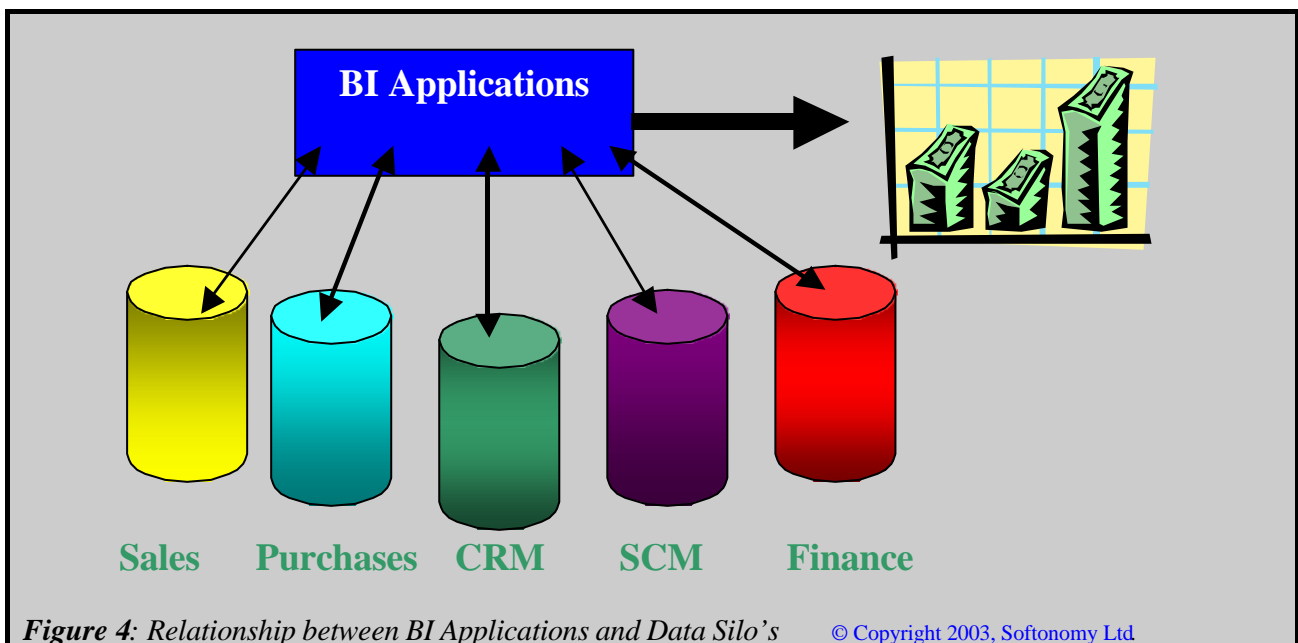 BI Applications
Sales Purchases CRM SCM Finance
Figure 4: Relationship between BI Applications and Data Silo's © Copyright 2003, Softonomy Ltd.